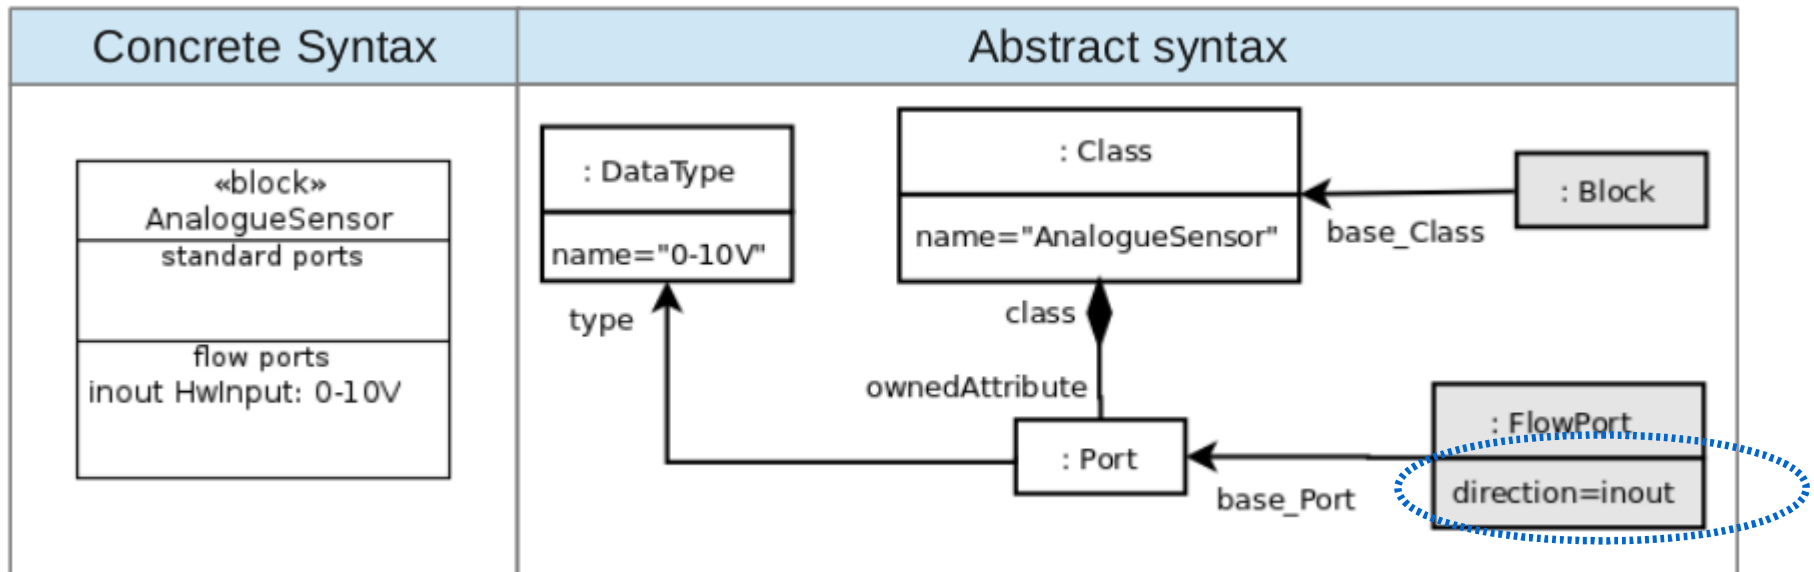 Concrete Syntax
Abstract syntax
«block»
AnalogueSensor
standard ports
flow ports
inout HwInput: 0-10V
: DataType
name="0-10V"
type
: Class
name="AnalogueSensor"
: Block
base_Class
class
ownedAttribute
: Port
base_Port
: FlowPort
direction=inout